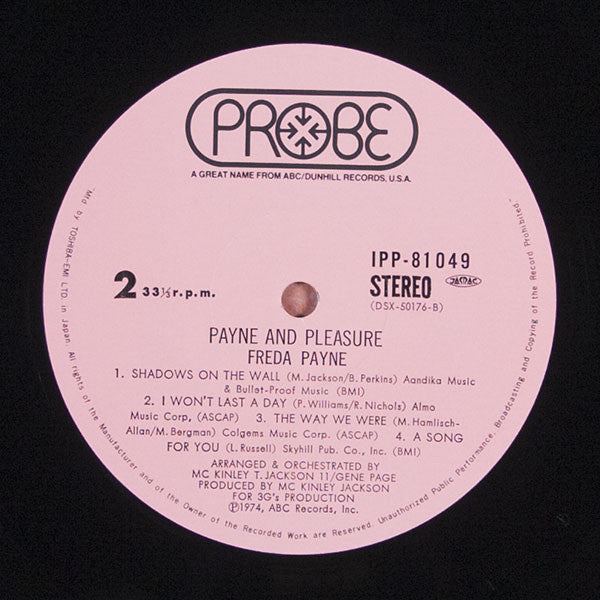 PROBE
A GREAT NAME FROM ABC/DUNHILL RECORDS, U.S.A.
IPP-81049
2 33⅓ r.p.m.
STEREO JASRAC
(DSX-50176-B)
PAYNE AND PLEASURE
FREDA PAYNE
1. SHADOWS ON THE WALL (M. Jackson/B. Perkins) Aandika Music
& Bullet-Proof Music (BMI)
2. I WON'T LAST A DAY (P. Williams/R. Nichols) Almo
Music Corp, (ASCAP) 3. THE WAY WE WERE (M. Hamlisch-
Allan/M. Bergman) Colgems Music Corp. (ASCAP) 4. A SONG
FOR YOU (L. Russell) Skyhill Pub. Co., Inc. (BMI)
ARRANGED & ORCHESTRATED BY
MC KINLEY T. JACKSON 11/GENE PAGE
PRODUCED BY MC KINLEY JACKSON
FOR 3G's PRODUCTION
Ⓟ1974, ABC Records, Inc.
"Mfd by TOSHIBA-EMI LTD. in Japan. All rights of the Manufacturer and of the Owner of the Recorded Work are Reserved. Unauthorized Public Performance, Broadcasting and Copying of the Record Prohibited"